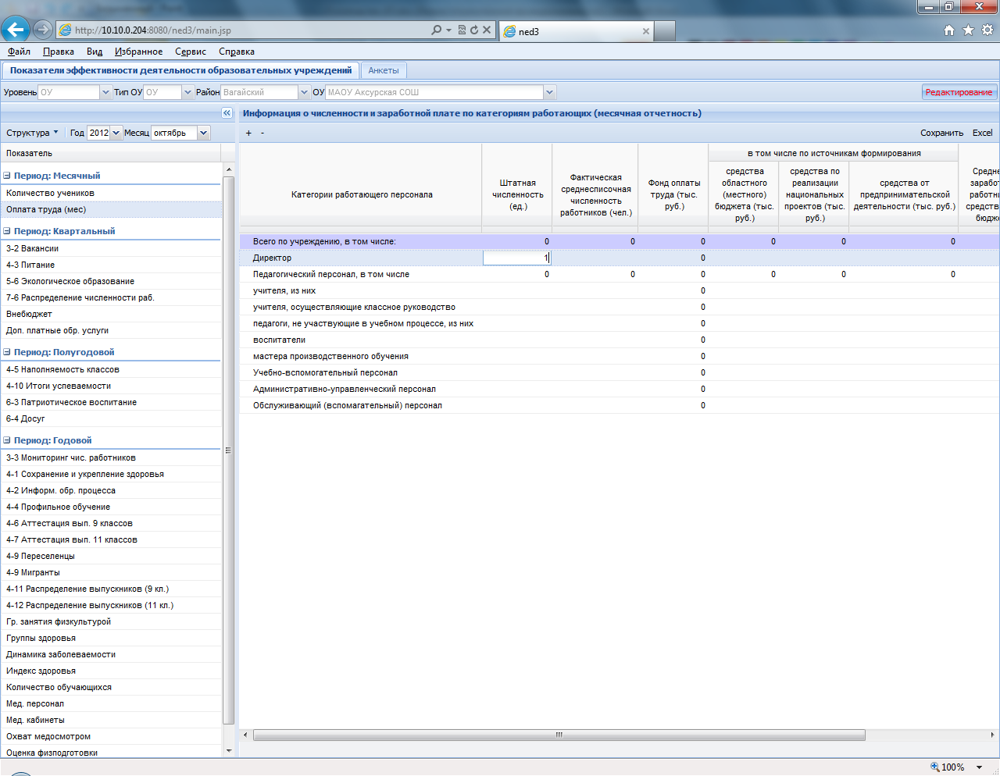 http://10.10.0.204:8080/ned3/main.jsp
ned3
Файл Правка Вид Избранное Сервис Справка
Показатели эффективности деятельности образовательных учреждений Анкеты
Уровень ОУ Тип ОУ ОУ Район Вагайский ОУ МАОУ Аксурская СОШ Редактирование
Информация о численности и заработной плате по категориям работающих (месячная отчетность)
Структура Год 2012 Месяц октябрь
+ - Сохранить Excel
Показатель
Период: Месячный
Количество учеников
Оплата труда (мес)
Период: Квартальный
3-2 Вакансии
4-3 Питание
5-6 Экологическое образование
7-6 Распределение численности раб.
Внебюджет
Доп. платные обр. услуги
Период: Полугодовой
4-5 Наполняемость классов
4-10 Итоги успеваемости
6-3 Патриотическое воспитание
6-4 Досуг
Период: Годовой
3-3 Мониторинг чис. работников
4-1 Сохранение и укрепление здоровья
4-2 Информ. обр. процесса
4-4 Профильное обучение
4-6 Аттестация вып. 9 классов
4-7 Аттестация вып. 11 классов
4-9 Переселенцы
4-9 Мигранты
4-11 Распределение выпускников (9 кл.)
4-12 Распределение выпускников (11 кл.)
Гр. занятия физкультурой
Группы здоровья
Динамика заболеваемости
Индекс здоровья
Количество обучающихся
Мед. персонал
Мед. кабинеты
Охват медосмотром
Оценка физподготовки
Категории работающего персонала
Штатная
численность
(ед.)
Фактическая
среднесписочная
численность
работников (чел.)
Фонд оплаты
труда (тыс.
руб.)
в том числе по источникам формирования
средства
областного
(местного)
бюджета (тыс.
руб.)
средства по
реализации
национальных
проектов (тыс.
руб.)
средства от
предпринимательской
деятельности (тыс. руб.)
Средне
зарабо
работн
средств
бюдже
Всего по учреждению, в том числе: 0 0 0 0 0 0
Директор 1 0
Педагогический персонал, в том числе 0 0 0 0 0 0
учителя, из них 0
учителя, осуществляющие классное руководство 0
педагоги, не участвующие в учебном процессе, из них 0
воспитатели 0
мастера производственного обучения 0
Учебно-вспомогательный персонал 0
Административно-управленческий персонал 0
Обслуживающий (вспомагательный) персонал 0
100%